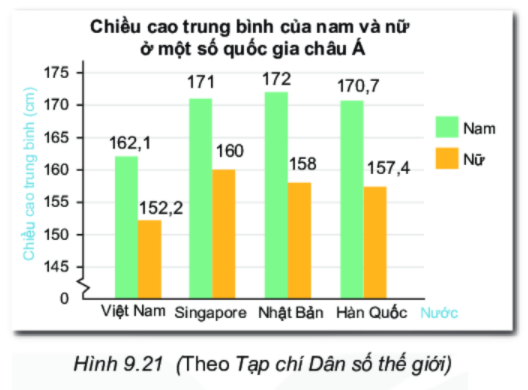 Chiều cao trung bình của nam và nữ
ở một số quốc gia châu Á
Chiều cao trung bình (cm)
175
170
165
160
155
150
145
0
162,1
152,2
171
160
172
158
170,7
157,4
Nam
Nữ
Việt Nam Singapore Nhật Bản Hàn Quốc Nước
Hình 9.21 (Theo Tạp chí Dân số thế giới)